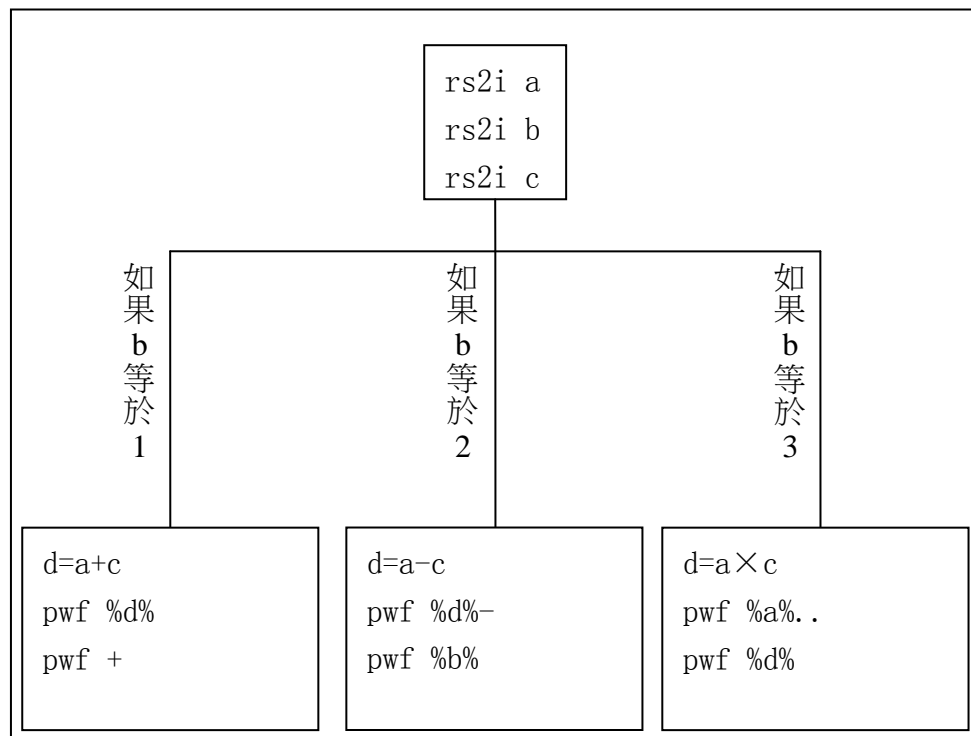 rs2i a
rs2i b
rs2i c
如果b等於1
如果b等於2
如果b等於3
d=a+c
pwf %d%
pwf +
d=a-c
pwf %d%-
pwf %b%
d=a×c
pwf %a%..
pwf %d%